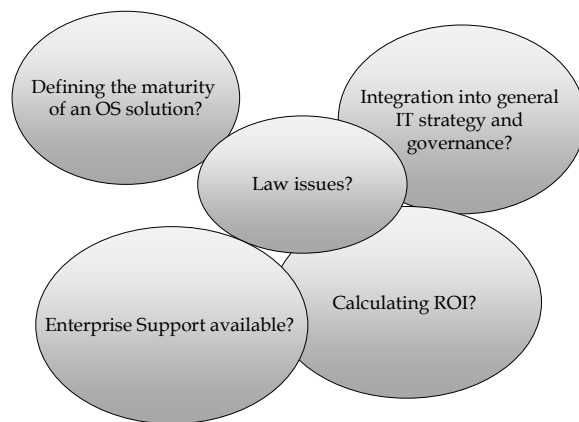 Defining the maturity
of an OS solution?
Integration into general
IT strategy and
governance?
Law issues?
Enterprise Support available?
Calculating ROI?